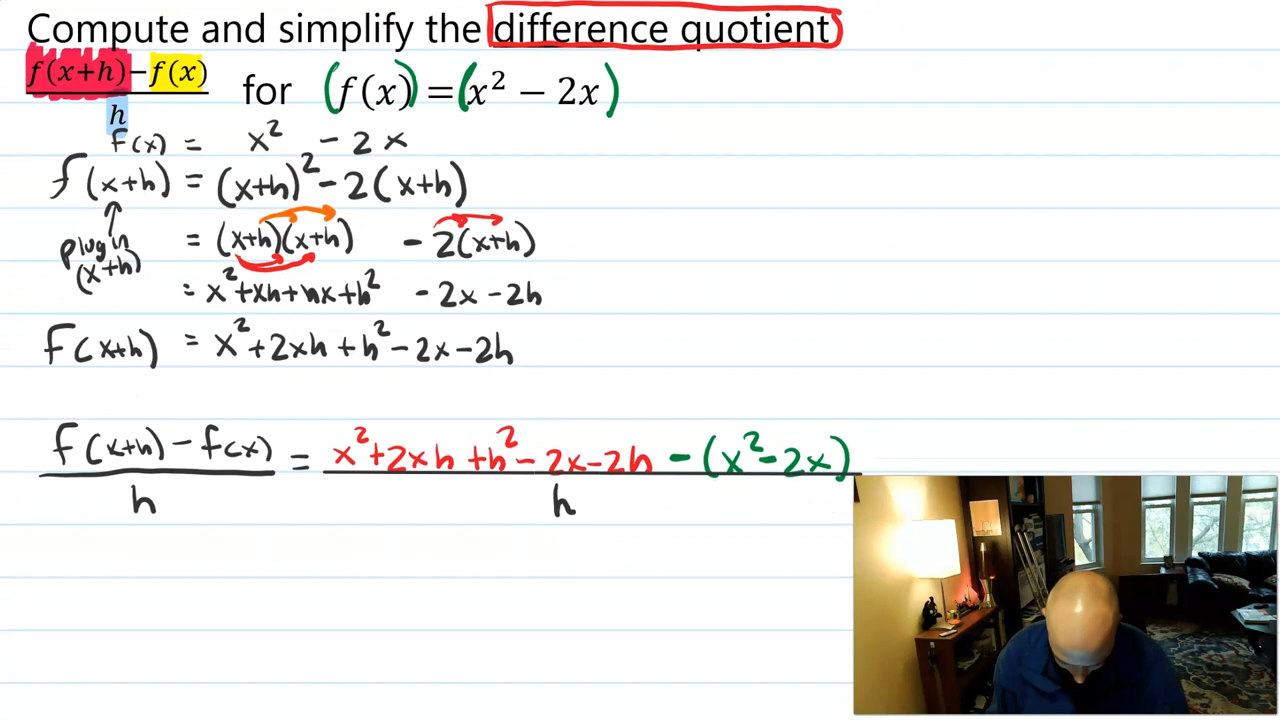 Compute and simplify the difference quotient
f(x+h)−f(x)
h
for (f(x))=(x² − 2x)
f(x) = x² − 2x
f(x+h) = (x+h)² − 2(x+h)
plug in
(x+h)
= (x+h)(x+h) − 2(x+h)
= x² + xh + hx + h² − 2x − 2h
f(x+h) = x² + 2xh + h² − 2x − 2h
f(x+h) − f(x) = x² + 2xh + h² − 2x − 2h − (x² − 2x)
h h